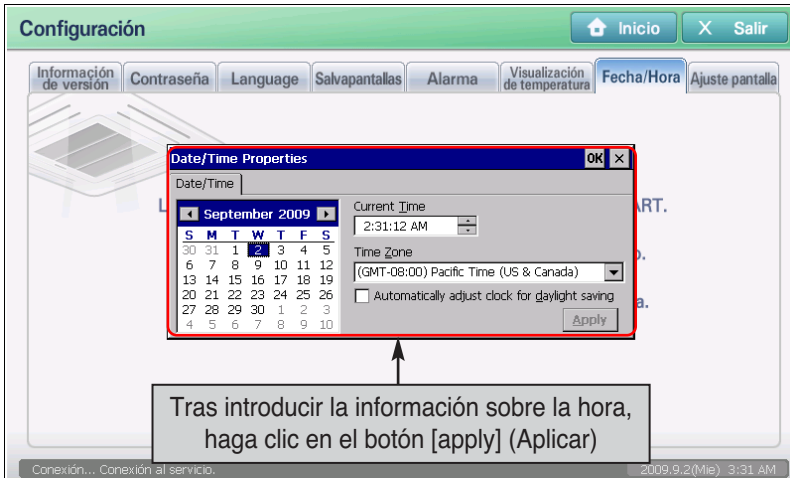 Configuración
Inicio
X Salir
Información de versión
Contraseña
Language
Salvapantallas
Alarma
Visualización de temperatura
Fecha/Hora
Ajuste pantalla
Date/Time Properties
OK ×
Date/Time
September 2009
S M T W T F S
30 31 1 2 3 4 5
6 7 8 9 10 11 12
13 14 15 16 17 18 19
20 21 22 23 24 25 26
27 28 29 30 1 2 3
4 5 6 7 8 9 10
Current Time
2:31:12 AM
Time Zone
(GMT-08:00) Pacific Time (US & Canada)
Automatically adjust clock for daylight saving
Apply
Tras introducir la información sobre la hora,
haga clic en el botón [apply] (Aplicar)
Conexión... Conexión al servicio.
2009.9.2(Mie) 3:31 AM